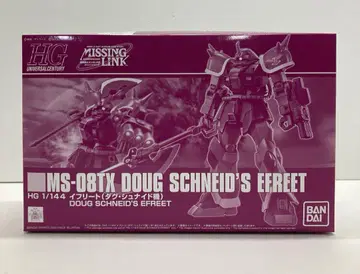 HG
UNIVERSAL CENTURY
MISSING LINK
MS-08TX DOUG SCHNEID'S EFREET
HG 1/144 イフリート(ダグ・シュナイド機)
DOUG SCHNEID'S EFREET
BANDAI